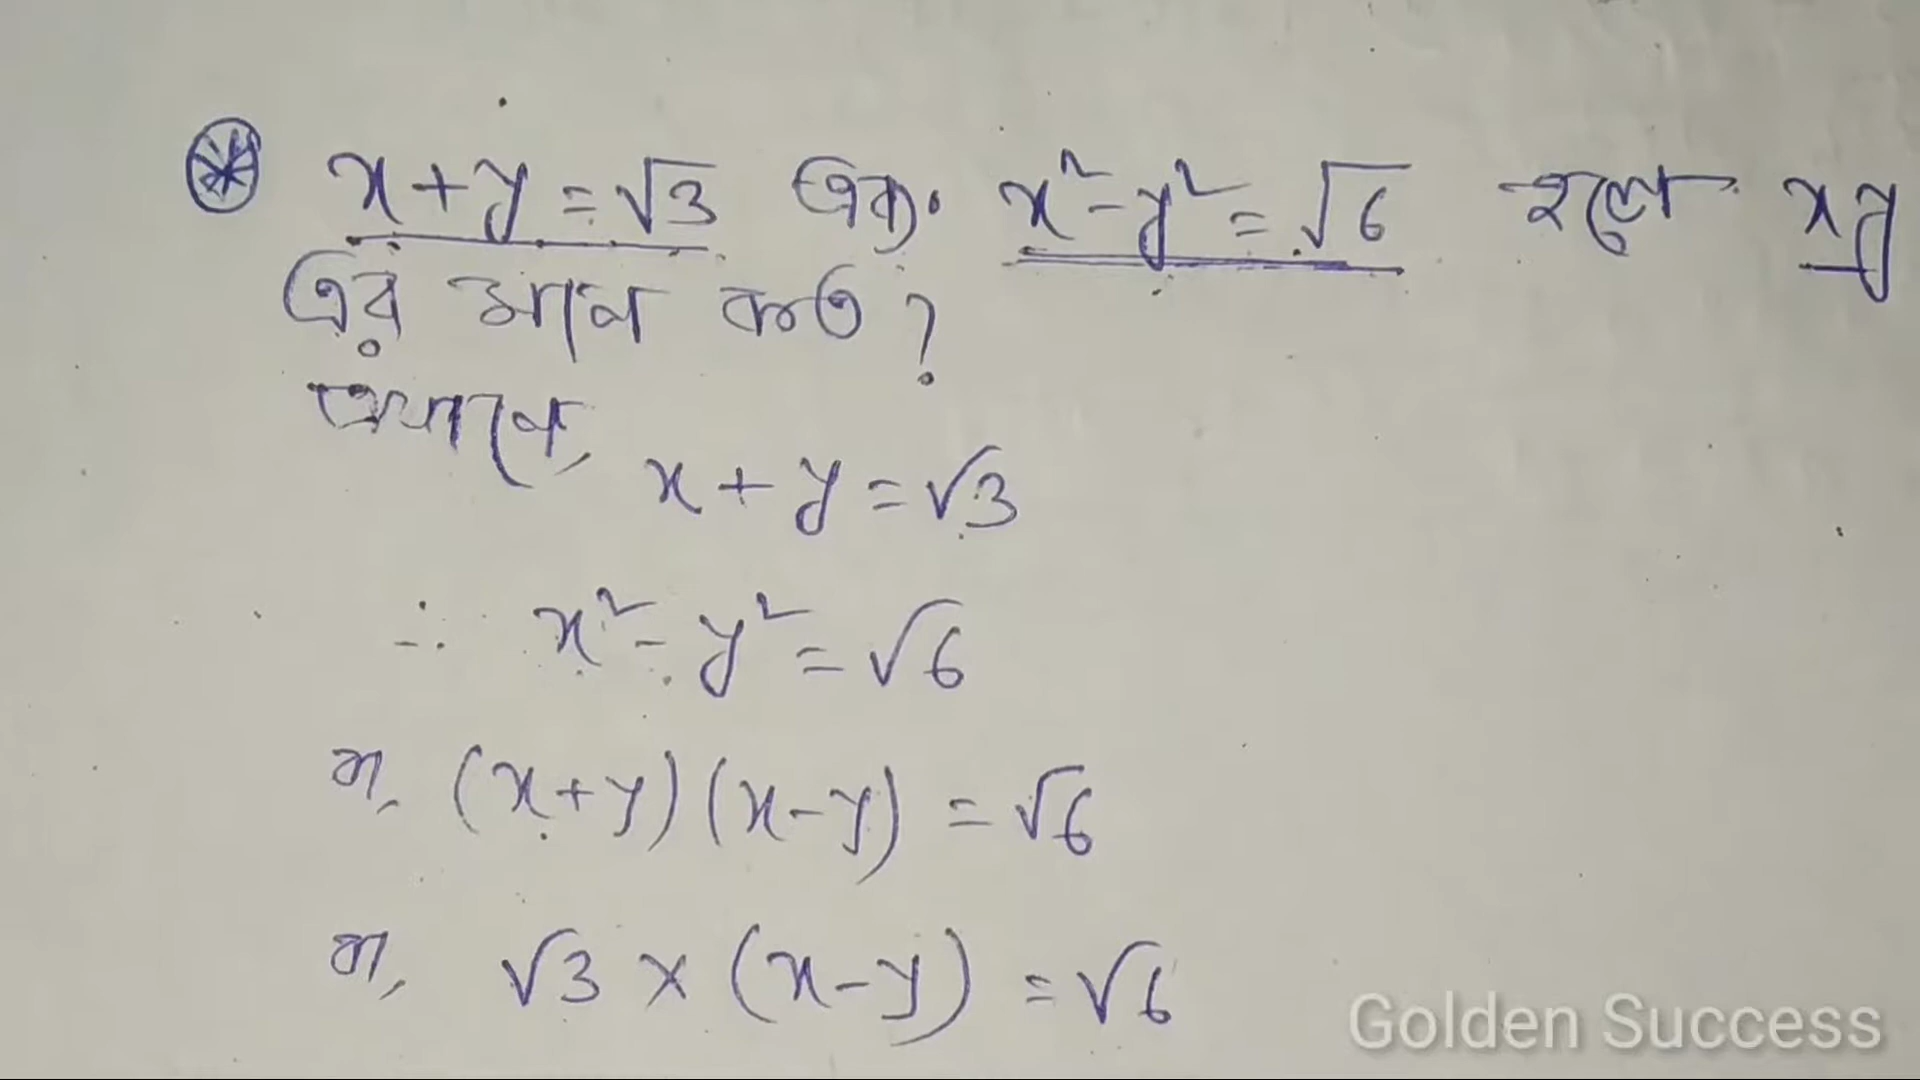 x + y = √3 এবং x² - y² = √6 হলে xy
এর মান কত ?
এখানে,
x + y = √3
∴ x² - y² = √6
বা, (x+y) (x-y) = √6
বা, √3 × (x-y) = √6
Golden Success